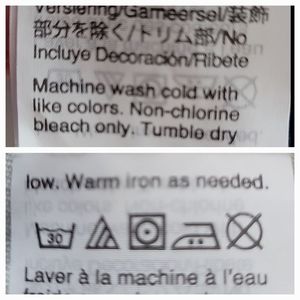 Versiering/Garneersel/装飾
部分を除く/トリム部/No
Incluye Decoración/Ribete
Machine wash cold with
like colors. Non-chlorine
bleach only. Tumble dry
low. Warm iron as needed.
30
Laver à la machine à l'eau